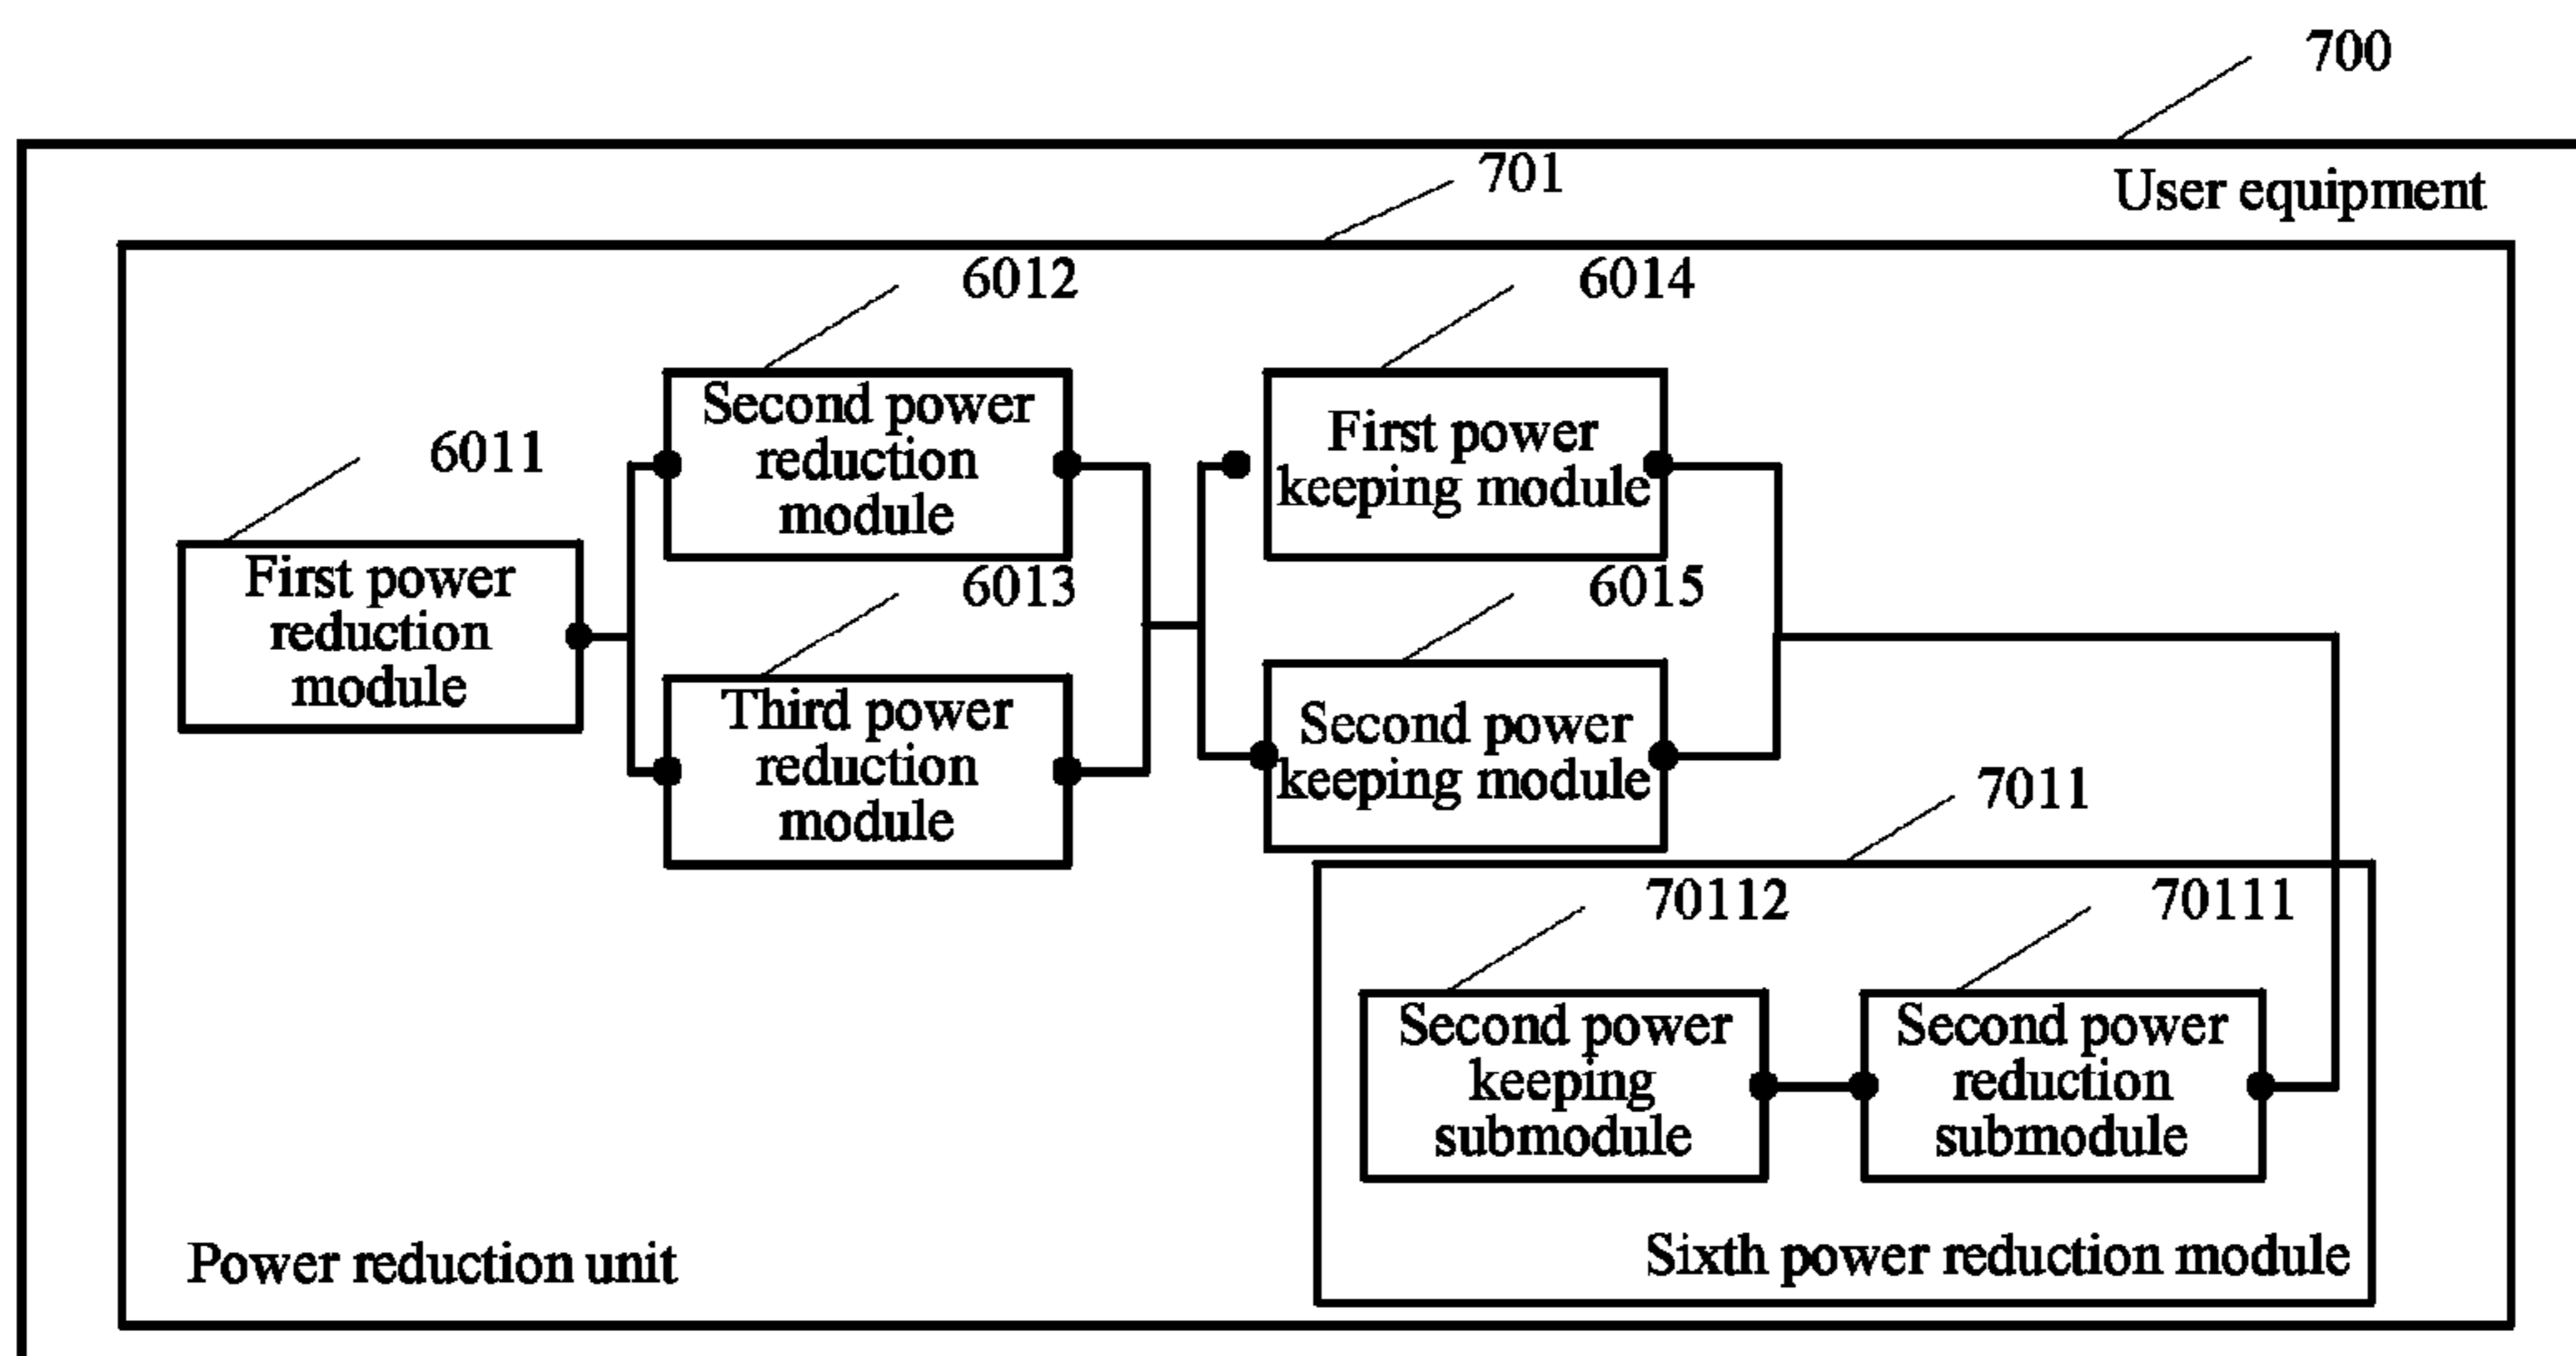 700
User equipment
701
6012
6014
Second power
reduction
module
First power
keeping module
6011
First power
reduction
module
6013
6015
Third power
reduction
module
Second power
keeping module
7011
70112
70111
Second power
keeping
submodule
Second power
reduction
submodule
Power reduction unit
Sixth power reduction module